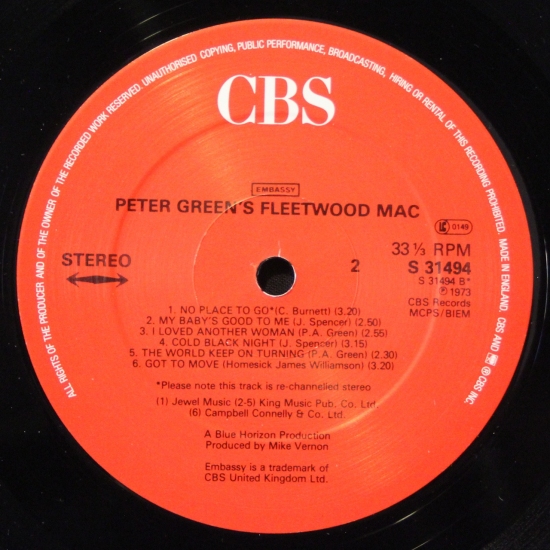 ALL RIGHTS OF THE PRODUCER AND OF THE OWNER OF THE RECORDED WORK RESERVED. UNAUTHORISED COPYING, PUBLIC PERFORMANCE, BROADCASTING, HIRING OR RENTAL OF THIS RECORDING PROHIBITED. MADE IN ENGLAND. CBS AND ® CBS INC.
CBS
EMBASSY
PETER GREEN'S FLEETWOOD MAC
0149
STEREO
2
33 ⅓ RPM
S 31494
S 31494 B*
℗ 1973
CBS Records
MCPS/BIEM
1. NO PLACE TO GO*(C. Burnett) (3.20)
2. MY BABY'S GOOD TO ME (J. Spencer) (2.50)
3. I LOVED ANOTHER WOMAN (P.A. Green) (2.55)
4. COLD BLACK NIGHT (J. Spencer) (3.15)
5. THE WORLD KEEP ON TURNING (P.A. Green) (2.30)
6. GOT TO MOVE (Homesick James Williamson) (3.20)
*Please note this track is re-channelled stereo
(1) Jewel Music (2-5) King Music Pub. Co. Ltd.
(6) Campbell Connelly & Co. Ltd.
A Blue Horizon Production
Produced by Mike Vernon
Embassy is a trademark of
CBS United Kingdom Ltd.